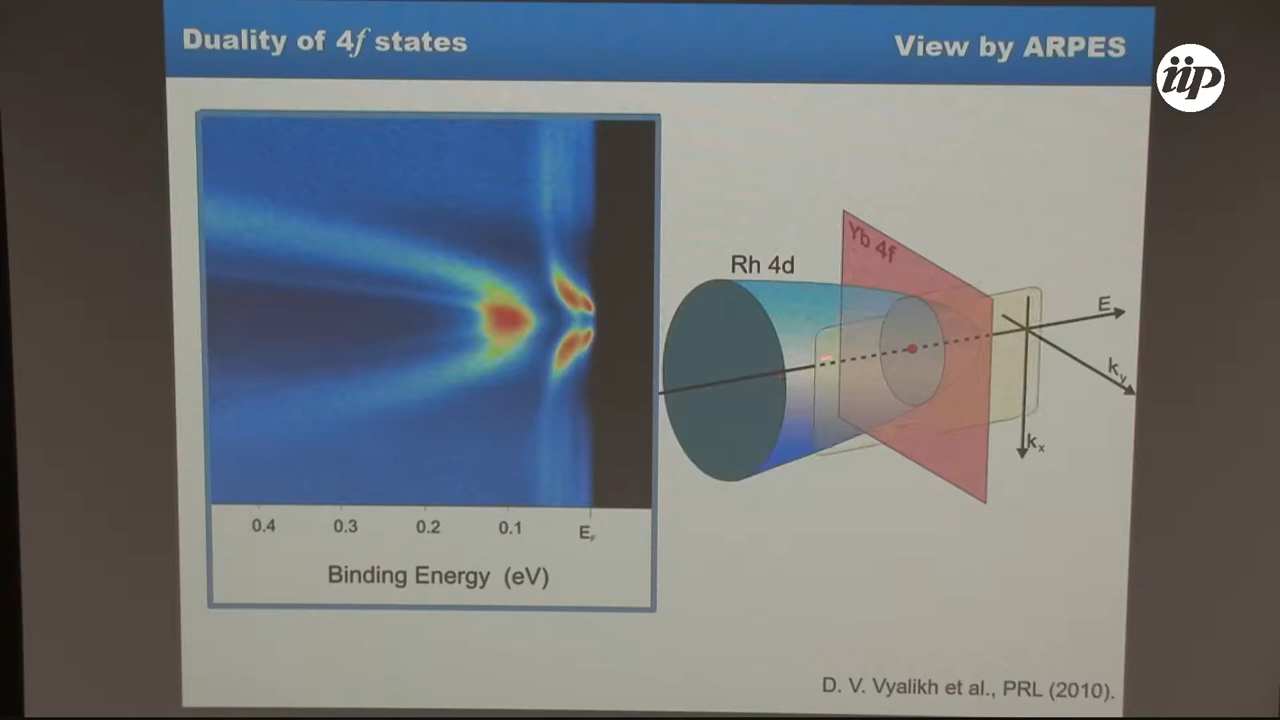 Duality of 4f states
View by ARPES
iip
Yb 4f
Rh 4d
E
ky
kx
0.4 0.3 0.2 0.1 EF
Binding Energy (eV)
D. V. Vyalikh et al., PRL (2010).